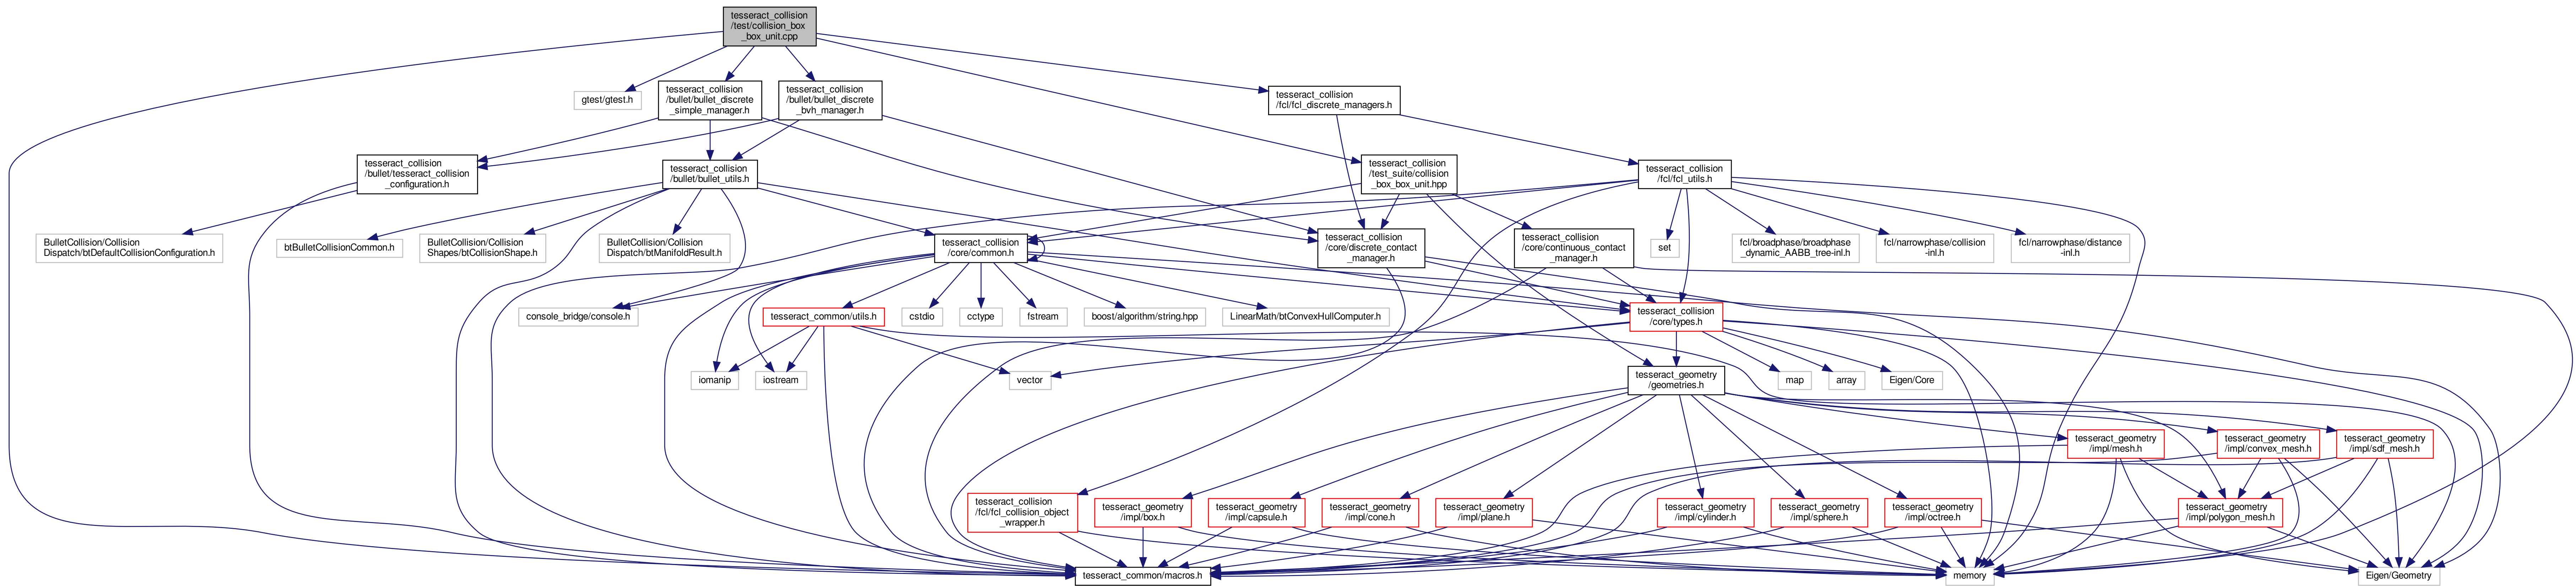 tesseract_collision
/test/collision_box
_box_unit.cpp
gtest/gtest.h
tesseract_collision
/bullet/bullet_discrete
_simple_manager.h
tesseract_collision
/bullet/bullet_discrete
_bvh_manager.h
tesseract_collision
/fcl/fcl_discrete_managers.h
tesseract_collision
/bullet/tesseract_collision
_configuration.h
tesseract_collision
/bullet/bullet_utils.h
tesseract_collision
/test_suite/collision
_box_box_unit.hpp
tesseract_collision
/fcl/fcl_utils.h
BulletCollision/Collision
Dispatch/btDefaultCollisionConfiguration.h
btBulletCollisionCommon.h
BulletCollision/Collision
Shapes/btCollisionShape.h
BulletCollision/Collision
Dispatch/btManifoldResult.h
tesseract_collision
/core/common.h
tesseract_collision
/core/discrete_contact
_manager.h
tesseract_collision
/core/continuous_contact
_manager.h
set
fcl/broadphase/broadphase
_dynamic_AABB_tree-inl.h
fcl/narrowphase/collision
-inl.h
fcl/narrowphase/distance
-inl.h
console_bridge/console.h
tesseract_common/utils.h
cstdio
cctype
fstream
boost/algorithm/string.hpp
LinearMath/btConvexHullComputer.h
tesseract_collision
/core/types.h
iomanip
iostream
vector
tesseract_geometry
/geometries.h
map
array
Eigen/Core
tesseract_geometry
/impl/mesh.h
tesseract_geometry
/impl/convex_mesh.h
tesseract_geometry
/impl/sdf_mesh.h
tesseract_collision
/fcl/fcl_collision_object
_wrapper.h
tesseract_geometry
/impl/box.h
tesseract_geometry
/impl/capsule.h
tesseract_geometry
/impl/cone.h
tesseract_geometry
/impl/plane.h
tesseract_geometry
/impl/cylinder.h
tesseract_geometry
/impl/sphere.h
tesseract_geometry
/impl/octree.h
tesseract_geometry
/impl/polygon_mesh.h
tesseract_common/macros.h
memory
Eigen/Geometry